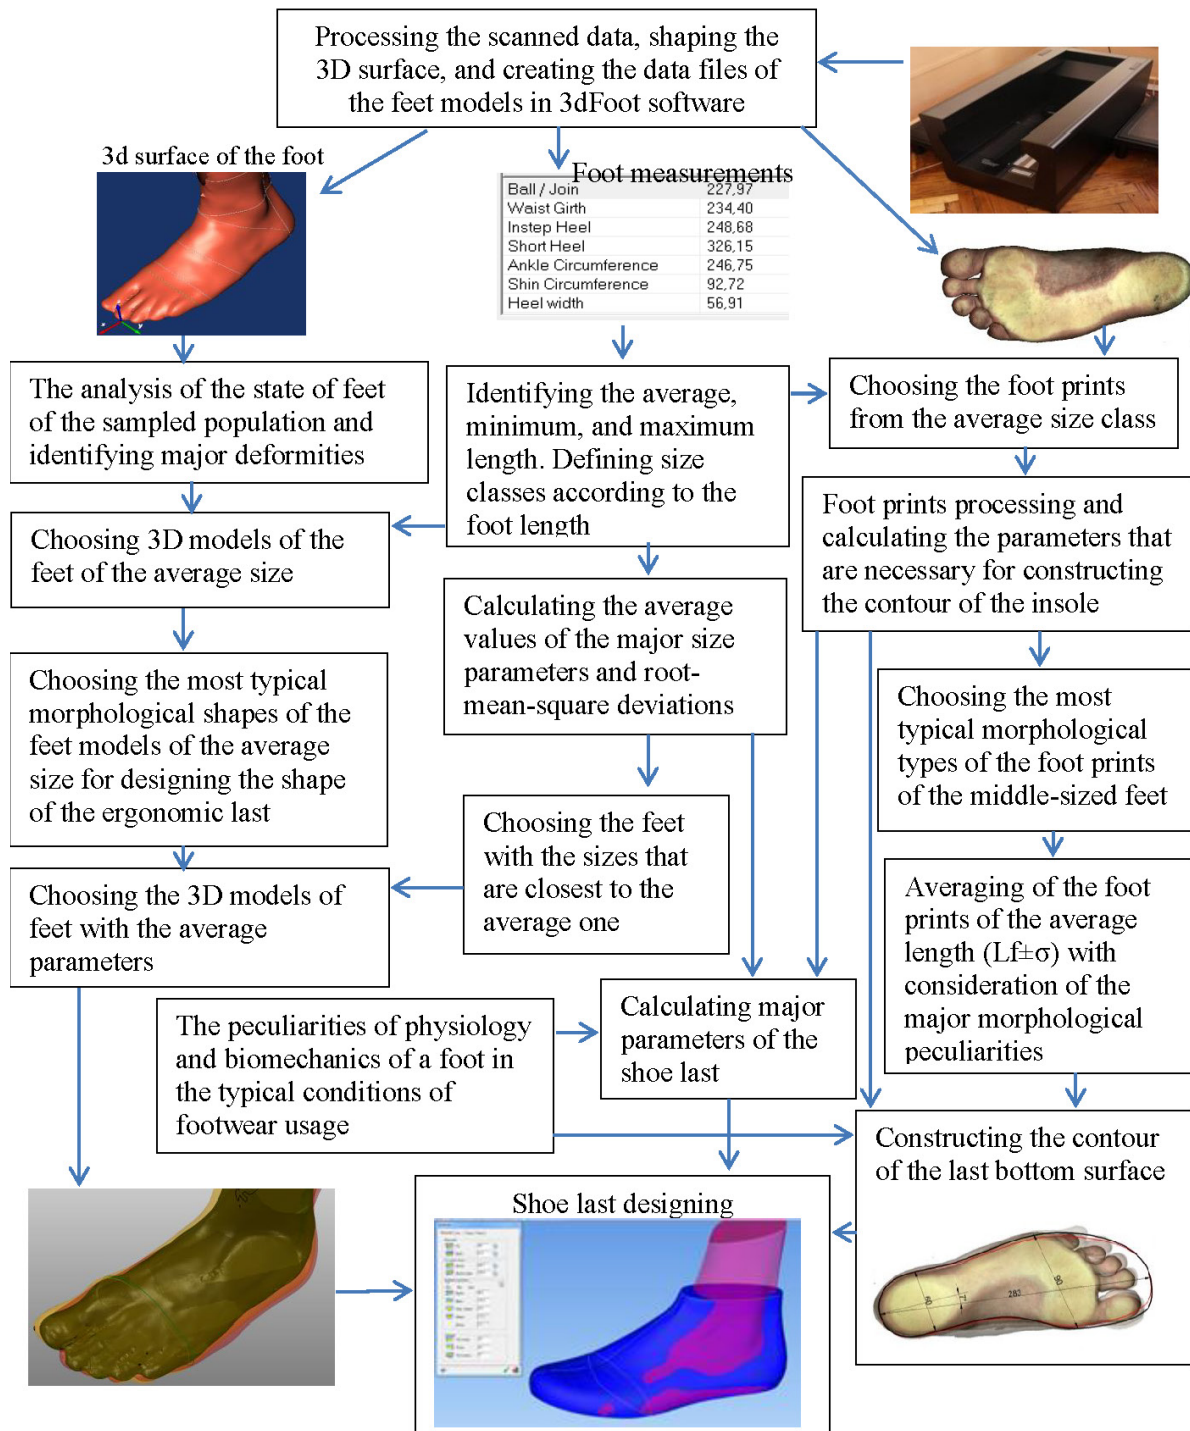 Processing the scanned data, shaping the
3D surface, and creating the data files of
the feet models in 3dFoot software
3d surface of the foot
Foot measurements
Ball / Join 227,97
Waist Girth 234,40
Instep Heel 248,68
Short Heel 326,15
Ankle Circumference 246,75
Shin Circumference 92,72
Heel width 56,91
The analysis of the state of feet
of the sampled population and
identifying major deformities
Identifying the average,
minimum, and maximum
length. Defining size
classes according to the
foot length
Choosing the foot prints
from the average size class
Choosing 3D models of the
feet of the average size
Foot prints processing and
calculating the parameters that
are necessary for constructing
the contour of the insole
Calculating the average
values of the major size
parameters and root-
mean-square deviations
Choosing the most typical
morphological shapes of the
feet models of the average
size for designing the shape
of the ergonomic last
Choosing the most
typical morphological
types of the foot prints
of the middle-sized feet
Choosing the feet
with the sizes that
are closest to the
average one
Choosing the 3D models of
feet with the average
parameters
Averaging of the foot
prints of the average
length (Lf±σ) with
consideration of the
major morphological
peculiarities
The peculiarities of physiology
and biomechanics of a foot in
the typical conditions of
footwear usage
Calculating major
parameters of the
shoe last
Constructing the contour
of the last bottom surface
Shoe last designing
60
77
282
90